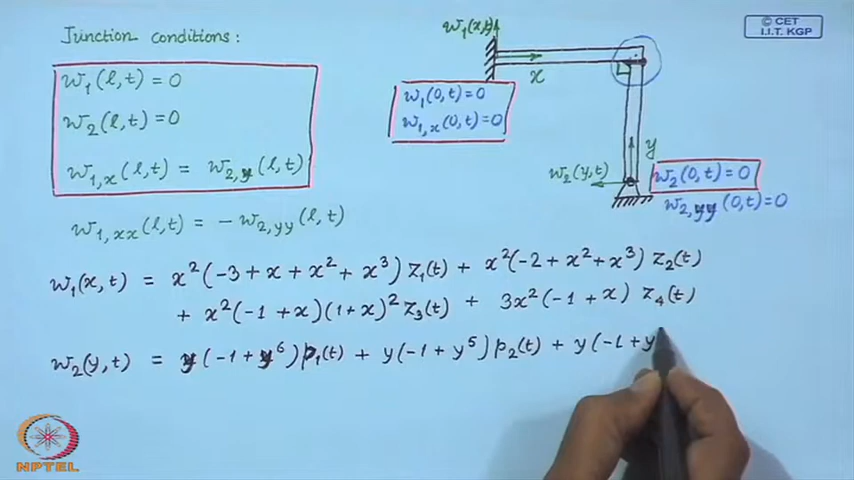 Junction conditions:
w₁(x,t)
© CET
I.I.T. KGP
w₁(l,t) = 0
w₂(l,t) = 0
w₁,ₓ(l,t) = w₂,y(l,t)
w₁,ₓₓ(l,t) = -w₂,yy(l,t)
x
w₁(0,t) = 0
w₁,ₓ(0,t) = 0
y
w₂(y,t)
w₂(0,t) = 0
w₂,yy(0,t) = 0
w₁(x,t) = x²(-3 + x + x² + x³) z₁(t) + x²(-2 + x² + x³) z₂(t)
+ x²(-1 + x)(1 + x)² z₃(t) + 3x²(-1 + x) z₄(t)
w₂(y,t) = y(-1 + y⁶) p₁(t) + y(-1 + y⁵) p₂(t) + y(-1 + y
NPTEL